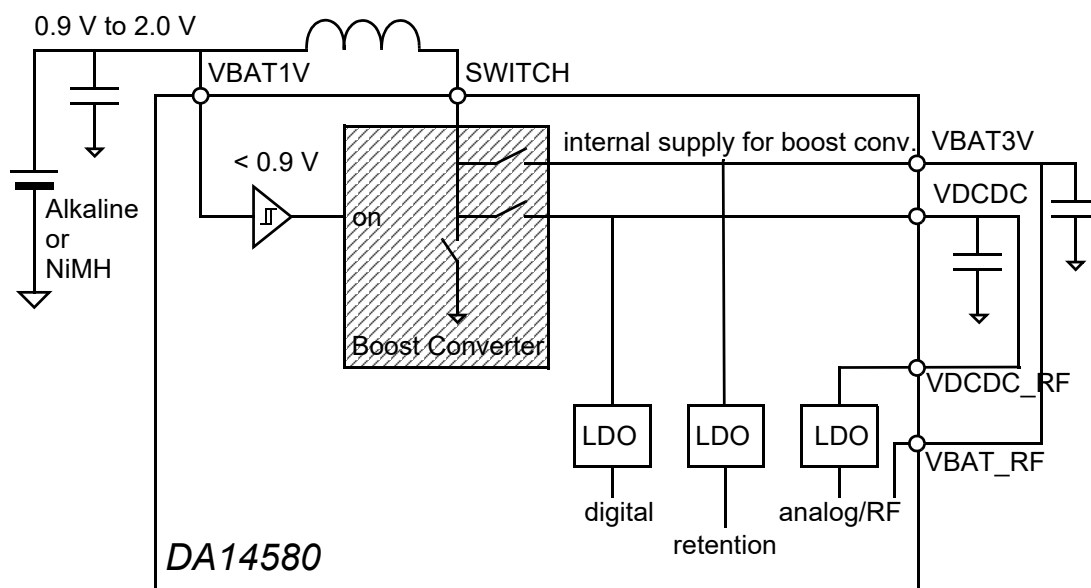 0.9 V to 2.0 V
VBAT1V
SWITCH
internal supply for boost conv.
VBAT3V
< 0.9 V
VDCDC
on
Alkaline
or
NiMH
Boost Converter
VDCDC_RF
LDO
LDO
LDO
VBAT_RF
digital
analog/RF
retention
DA14580